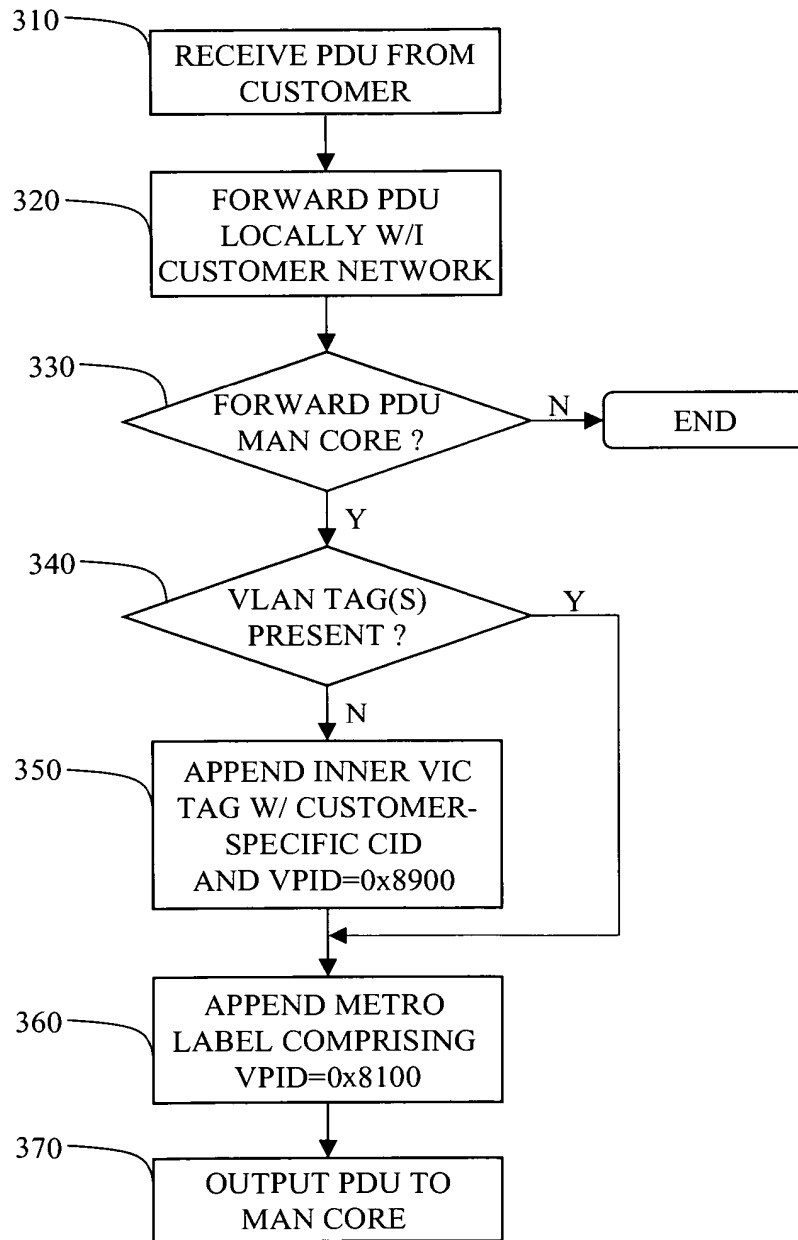 310
RECEIVE PDU FROM
CUSTOMER
320
FORWARD PDU
LOCALLY W/I
CUSTOMER NETWORK
330
FORWARD PDU
MAN CORE ?
N
END
Y
340
VLAN TAG(S)
PRESENT ?
Y
N
350
APPEND INNER VIC
TAG W/ CUSTOMER-
SPECIFIC CID
AND VPID=0x8900
360
APPEND METRO
LABEL COMPRISING
VPID=0x8100
370
OUTPUT PDU TO
MAN CORE